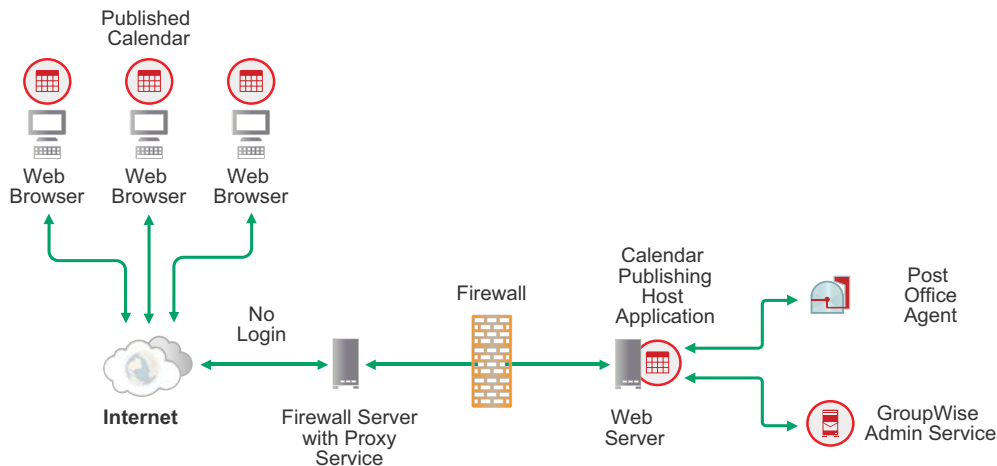 Published
Calendar
Web
Browser
Web
Browser
Web
Browser
No
Login
Internet
Firewall Server
with Proxy
Service
Firewall
Calendar
Publishing
Host
Application
Web
Server
Post
Office
Agent
GroupWise
Admin Service